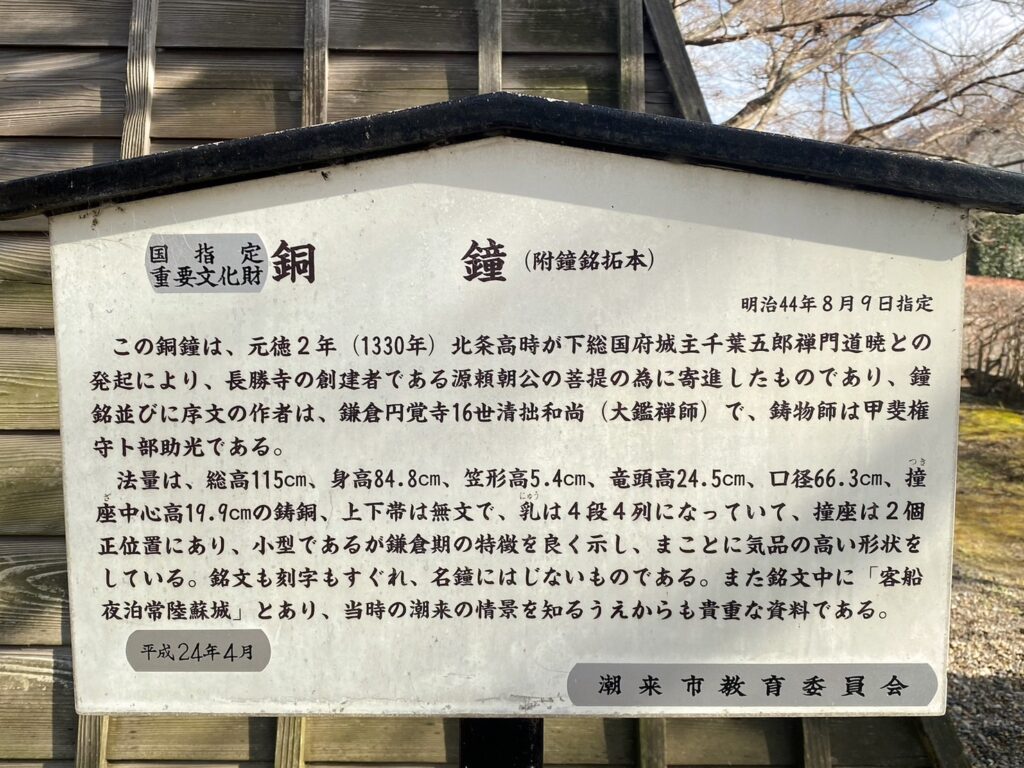 国指定
重要文化財
銅鐘(附鐘銘拓本)
明治44年8月9日指定
この銅鐘は、元徳2年(1330年)北条高時が下総国府城主千葉五郎禅門道暁との
発起により、長勝寺の創建者である源頼朝公の菩提の為に寄進したものであり、鐘
銘並びに序文の作者は、鎌倉円覚寺16世清拙和尚(大鑑禅師)で、鋳物師は甲斐権
守卜部助光である。
法量は、総高115cm、身高84.8cm、笠形高5.4cm、竜頭高24.5cm、口径66.3cm、撞
座中心高19.9cmの鋳銅、上下帯は無文で、乳は4段4列になっていて、撞座は2個
正位置にあり、小型であるが鎌倉期の特徴を良く示し、まことに気品の高い形状を
している。銘文も刻字もすぐれ、名鐘にはじないものである。また銘文中に「客船
夜泊常陸蘇城」とあり、当時の潮来の情景を知るうえからも貴重な資料である。
平成24年4月
潮来市教育委員会